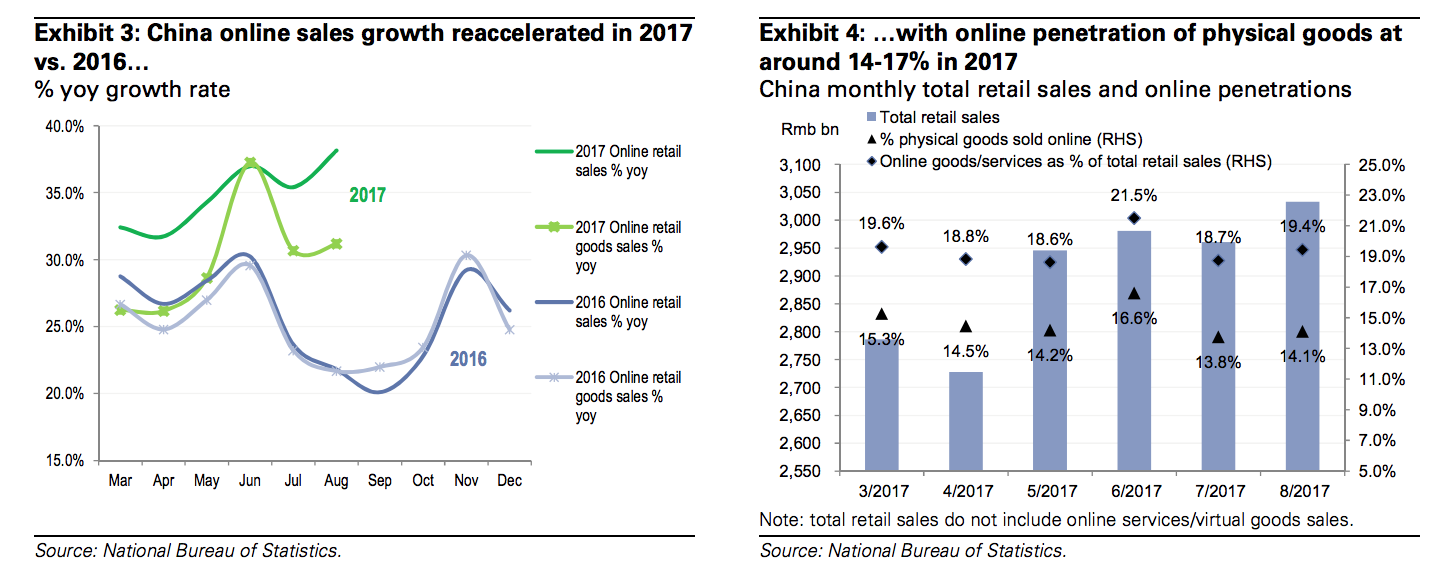 Exhibit 3: China online sales growth reaccelerated in 2017
vs. 2016…
% yoy growth rate
40.0%
35.0%
30.0%
25.0%
20.0%
15.0%
Mar Apr May Jun Jul Aug Sep Oct Nov Dec
2017
2016
2017 Online retail
sales % yoy
2017 Online retail
goods sales %
yoy
2016 Online retail
sales % yoy
2016 Online retail
goods sales %
yoy
Source: National Bureau of Statistics.
Exhibit 4: …with online penetration of physical goods at
around 14-17% in 2017
China monthly total retail sales and online penetrations
Rmb bn
Total retail sales
% physical goods sold online (RHS)
Online goods/services as % of total retail sales (RHS)
3,100
3,050
3,000
2,950
2,900
2,850
2,800
2,750
2,700
2,650
2,600
2,550
19.6% 18.8% 18.6% 21.5% 18.7% 19.4%
15.3% 14.5% 14.2% 16.6% 13.8% 14.1%
25.0%
23.0%
21.0%
19.0%
17.0%
15.0%
13.0%
11.0%
9.0%
7.0%
5.0%
3/2017 4/2017 5/2017 6/2017 7/2017 8/2017
Note: total retail sales do not include online services/virtual goods sales.
Source: National Bureau of Statistics.